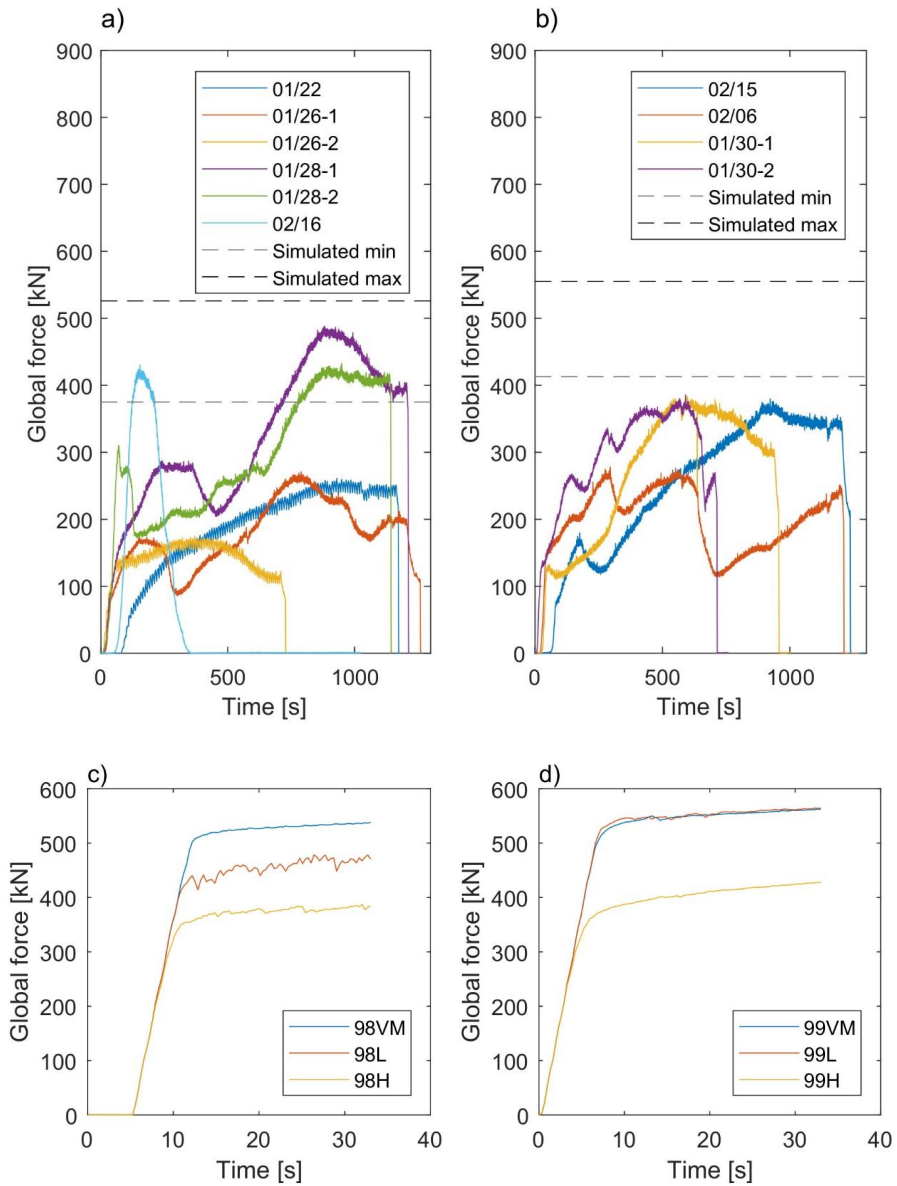 a)
900
800
700
600
500
400
300
200
100
0
Global force [kN]
01/22
01/26-1
01/26-2
01/28-1
01/28-2
02/16
Simulated min
Simulated max
0 500 1000
Time [s]
b)
900
800
700
600
500
400
300
200
100
0
Global force [kN]
02/15
02/06
01/30-1
01/30-2
Simulated min
Simulated max
0 500 1000
Time [s]
c)
600
500
400
300
200
100
0
Global force [kN]
98VM
98L
98H
0 10 20 30 40
Time [s]
d)
600
500
400
300
200
100
0
Global force [kN]
99VM
99L
99H
0 10 20 30 40
Time [s]